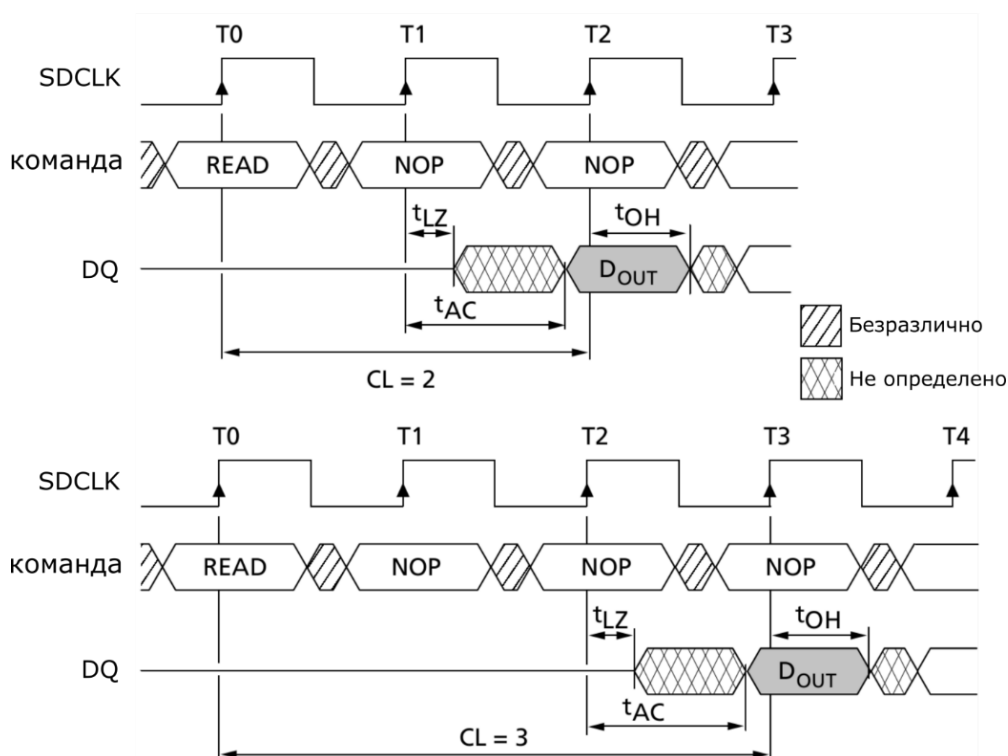 T0 T1 T2 T3
SDCLK
команда READ NOP NOP
tLZ tOH
DQ DOUT
tAC
Безразлично
CL = 2
Не определено
T0 T1 T2 T3 T4
SDCLK
команда READ NOP NOP NOP
tLZ tOH
DQ DOUT
tAC
CL = 3